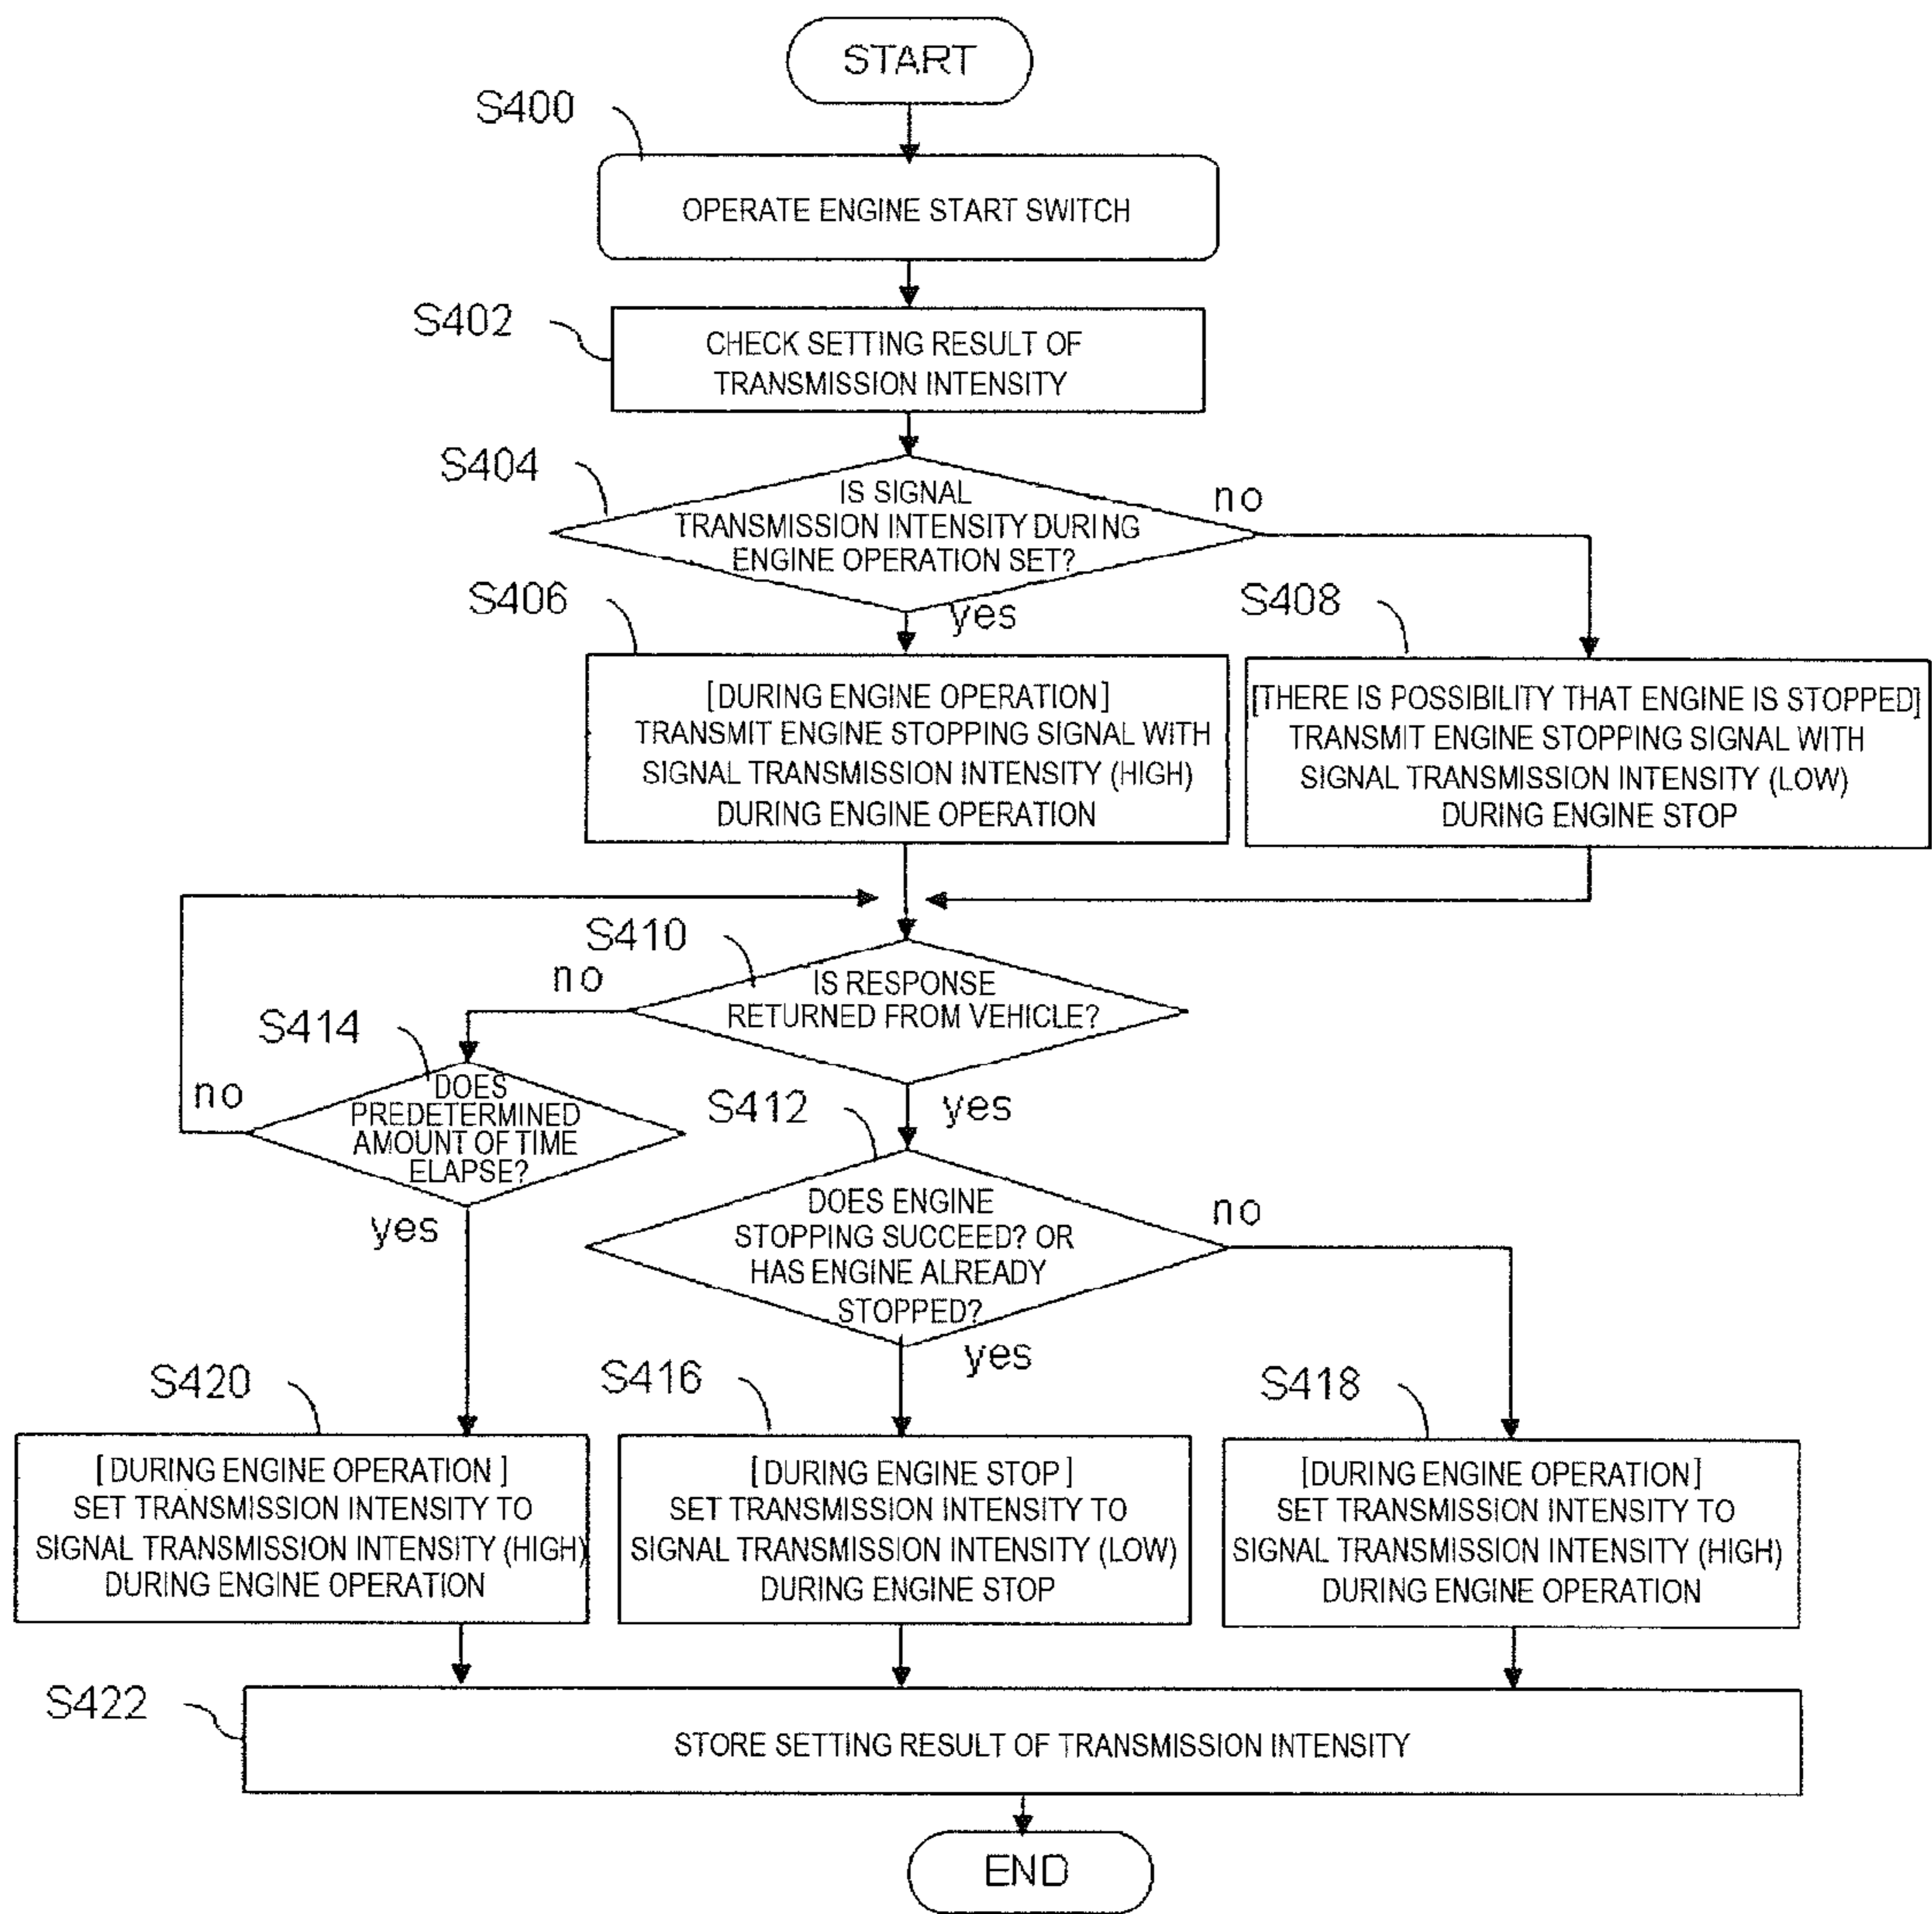 START
S400
OPERATE ENGINE START SWITCH
S402
CHECK SETTING RESULT OF
TRANSMISSION INTENSITY
S404
IS SIGNAL
TRANSMISSION INTENSITY DURING
ENGINE OPERATION SET?
no
yes
S406
[DURING ENGINE OPERATION]
TRANSMIT ENGINE STOPPING SIGNAL WITH
SIGNAL TRANSMISSION INTENSITY (HIGH)
DURING ENGINE OPERATION
S408
[THERE IS POSSIBILITY THAT ENGINE IS STOPPED]
TRANSMIT ENGINE STOPPING SIGNAL WITH
SIGNAL TRANSMISSION INTENSITY (LOW)
DURING ENGINE STOP
S410
IS RESPONSE
RETURNED FROM VEHICLE?
no
yes
S414
DOES
PREDETERMINED
AMOUNT OF TIME
ELAPSE?
no
yes
S412
DOES ENGINE
STOPPING SUCCEED? OR
HAS ENGINE ALREADY
STOPPED?
no
yes
S420
[DURING ENGINE OPERATION]
SET TRANSMISSION INTENSITY TO
SIGNAL TRANSMISSION INTENSITY (HIGH)
DURING ENGINE OPERATION
S416
[DURING ENGINE STOP]
SET TRANSMISSION INTENSITY TO
SIGNAL TRANSMISSION INTENSITY (LOW)
DURING ENGINE STOP
S418
[DURING ENGINE OPERATION]
SET TRANSMISSION INTENSITY TO
SIGNAL TRANSMISSION INTENSITY (HIGH)
DURING ENGINE OPERATION
S422
STORE SETTING RESULT OF TRANSMISSION INTENSITY
END